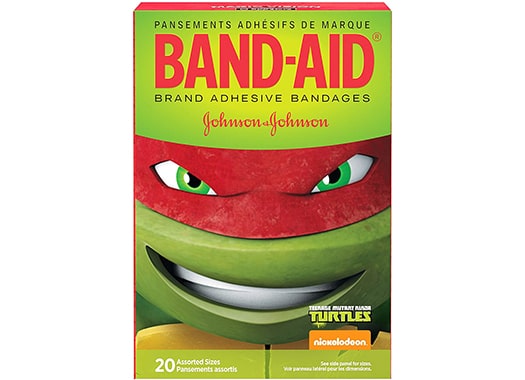 PANSEMENTS ADHÉSIFS DE MARQUE
BAND-AID®
BRAND ADHESIVE BANDAGES
Johnson & Johnson
TEENAGE MUTANT NINJA
TURTLES
nickelodeon
20 Assorted Sizes
Pansements assortis
See side panel for sizes.
Voir panneau latéral pour les dimensions.